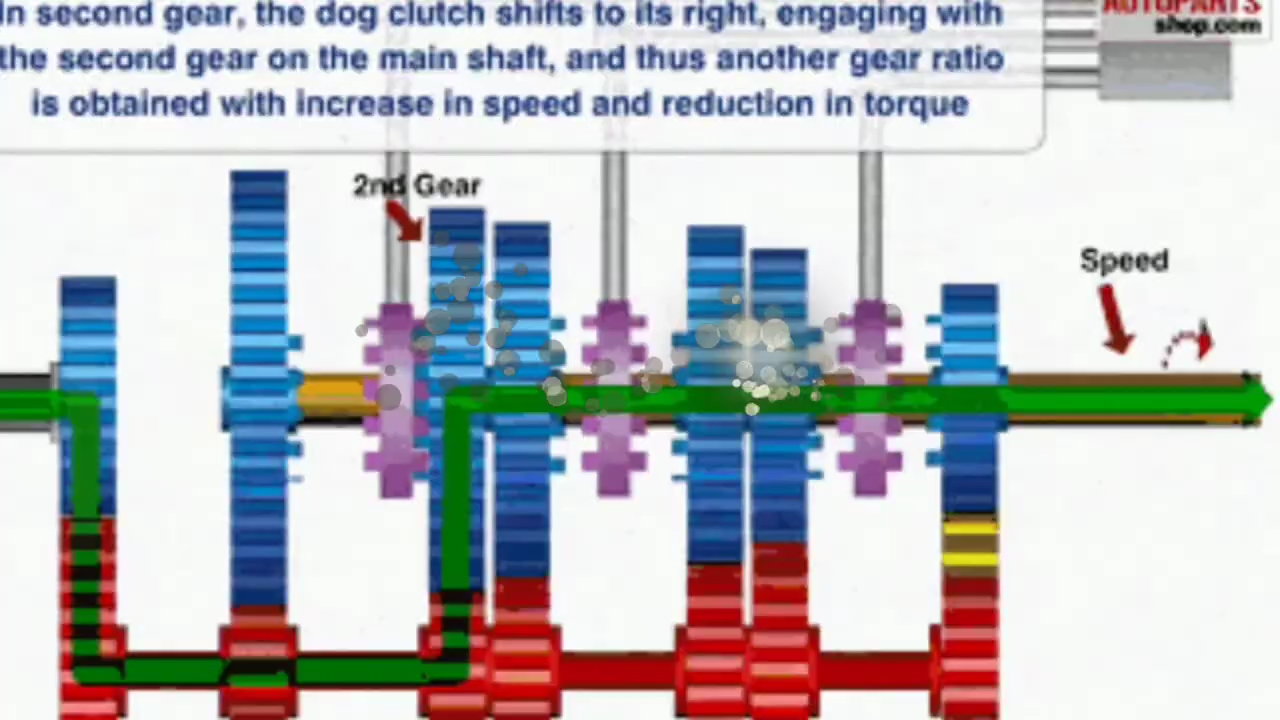 In second gear, the dog clutch shifts to its right, engaging with
the second gear on the main shaft, and thus another gear ratio
is obtained with increase in speed and reduction in torque
AUTOPARTS
shop.com
2nd Gear
Speed